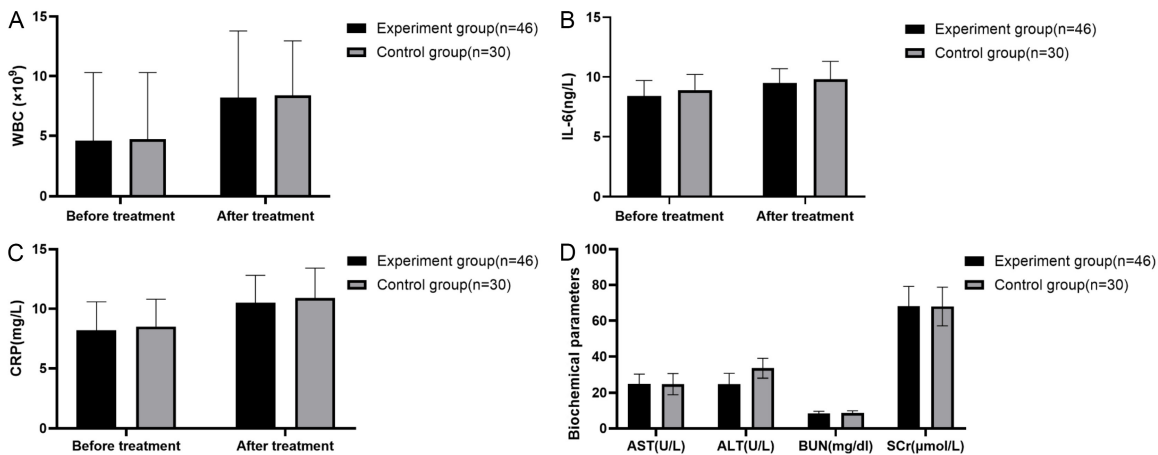 A
15
10
5
0
WBC (×10⁹)
Before treatment
After treatment
Experiment group(n=46)
Control group(n=30)
B
15
10
5
0
IL-6(ng/L)
Before treatment
After treatment
Experiment group(n=46)
Control group(n=30)
C
15
10
5
0
CRP(mg/L)
Before treatment
After treatment
Experiment group(n=46)
Control group(n=30)
D
100
80
60
40
20
0
Biochemical parameters
AST(U/L)
ALT(U/L)
BUN(mg/dl)
SCr(μmol/L)
Experiment group(n=46)
Control group(n=30)